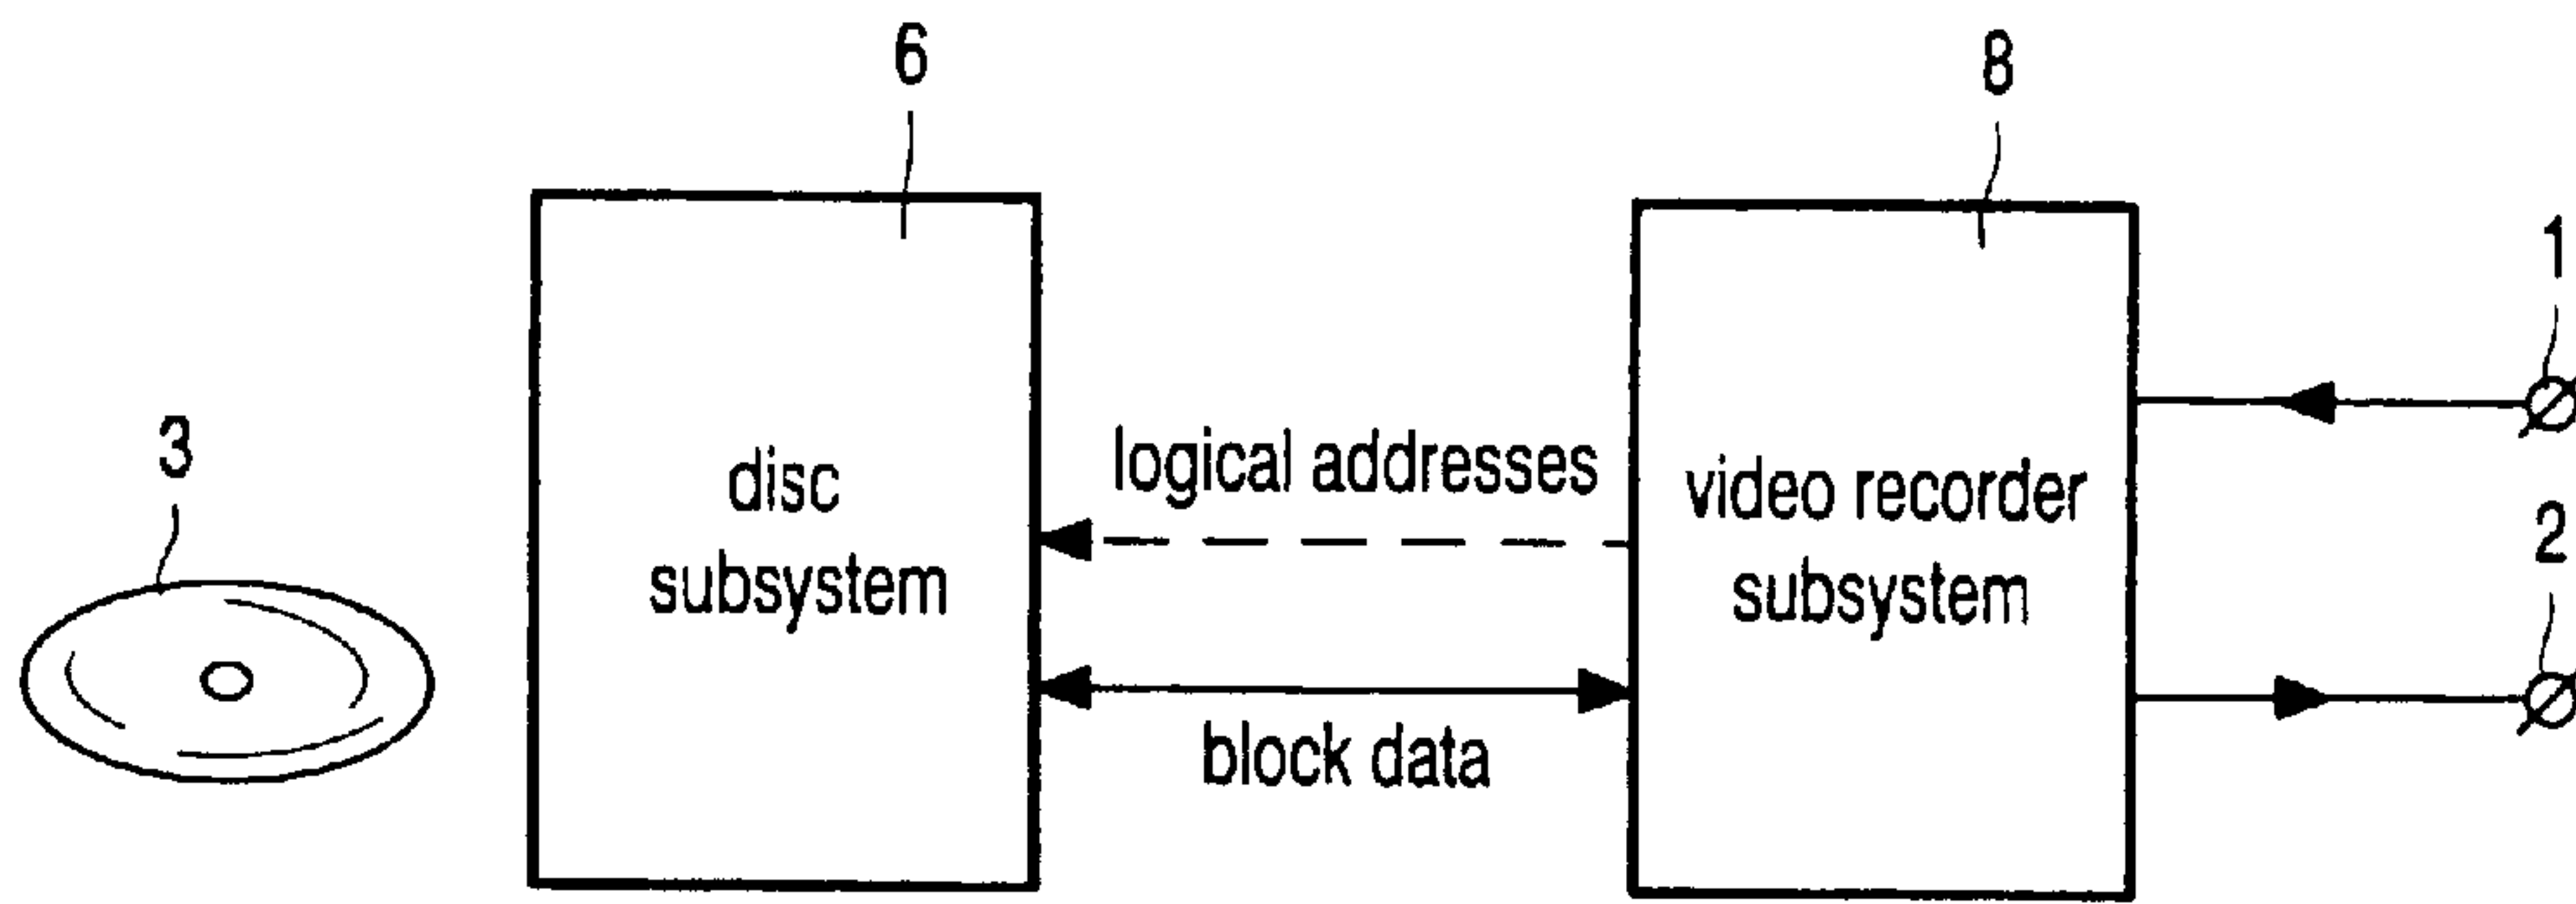 6
8
1
3
logical addresses
disc
subsystem
video recorder
subsystem
2
block data